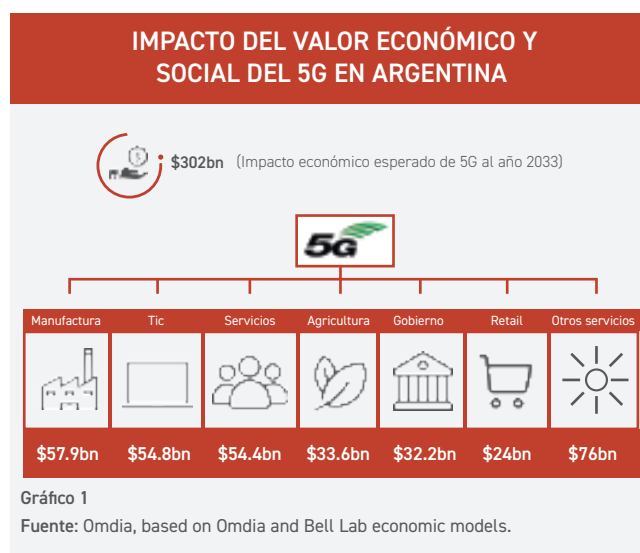 IMPACTO DEL VALOR ECONÓMICO Y
SOCIAL DEL 5G EN ARGENTINA
$302bn (Impacto económico esperado de 5G al año 2033)
5G
Manufactura Tic Servicios Agricultura Gobierno Retail Otros servicios
$57.9bn $54.8bn $54.4bn $33.6bn $32.2bn $24bn $76bn
Gráfico 1
Fuente: Omdia, based on Omdia and Bell Lab economic models.